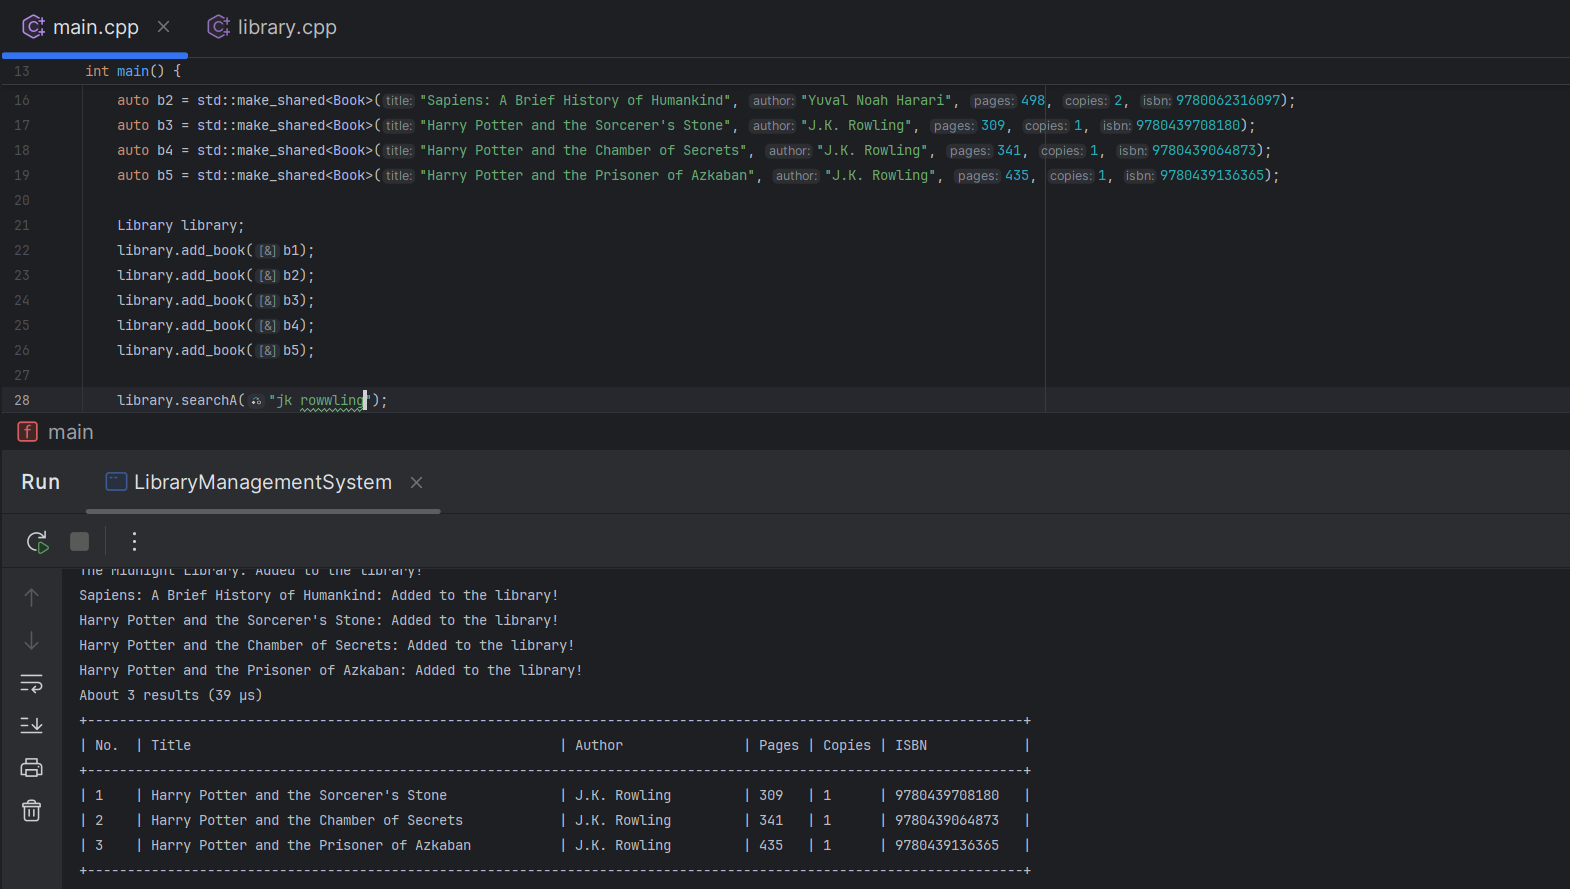 main.cpp library.cpp
13 int main() {
16 auto b2 = std::make_shared<Book>( title: "Sapiens: A Brief History of Humankind", author: "Yuval Noah Harari", pages: 498, copies: 2, isbn: 9780062316097);
17 auto b3 = std::make_shared<Book>( title: "Harry Potter and the Sorcerer's Stone", author: "J.K. Rowling", pages: 309, copies: 1, isbn: 9780439708180);
18 auto b4 = std::make_shared<Book>( title: "Harry Potter and the Chamber of Secrets", author: "J.K. Rowling", pages: 341, copies: 1, isbn: 9780439064873);
19 auto b5 = std::make_shared<Book>( title: "Harry Potter and the Prisoner of Azkaban", author: "J.K. Rowling", pages: 435, copies: 1, isbn: 9780439136365);
20
21 Library library;
22 library.add_book( [&] b1);
23 library.add_book( [&] b2);
24 library.add_book( [&] b3);
25 library.add_book( [&] b4);
26 library.add_book( [&] b5);
27
28 library.searchA( "jk rowwling");
f main
Run LibraryManagementSystem
The Midnight Library: Added to the library!
Sapiens: A Brief History of Humankind: Added to the library!
Harry Potter and the Sorcerer's Stone: Added to the library!
Harry Potter and the Chamber of Secrets: Added to the library!
Harry Potter and the Prisoner of Azkaban: Added to the library!
About 3 results (39 µs)
| No. | Title | Author | Pages | Copies | ISBN |
| 1 | Harry Potter and the Sorcerer's Stone | J.K. Rowling | 309 | 1 | 9780439708180 |
| 2 | Harry Potter and the Chamber of Secrets | J.K. Rowling | 341 | 1 | 9780439064873 |
| 3 | Harry Potter and the Prisoner of Azkaban | J.K. Rowling | 435 | 1 | 9780439136365 |